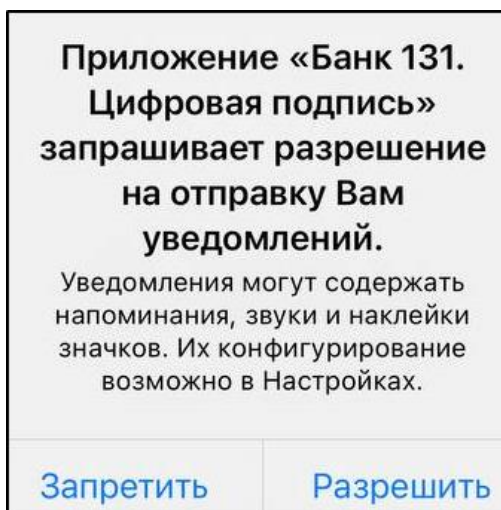 Приложение «Банк 131.
Цифровая подпись»
запрашивает разрешение
на отправку Вам
уведомлений.
Уведомления могут содержать
напоминания, звуки и наклейки
значков. Их конфигурирование
возможно в Настройках.
Запретить Разрешить